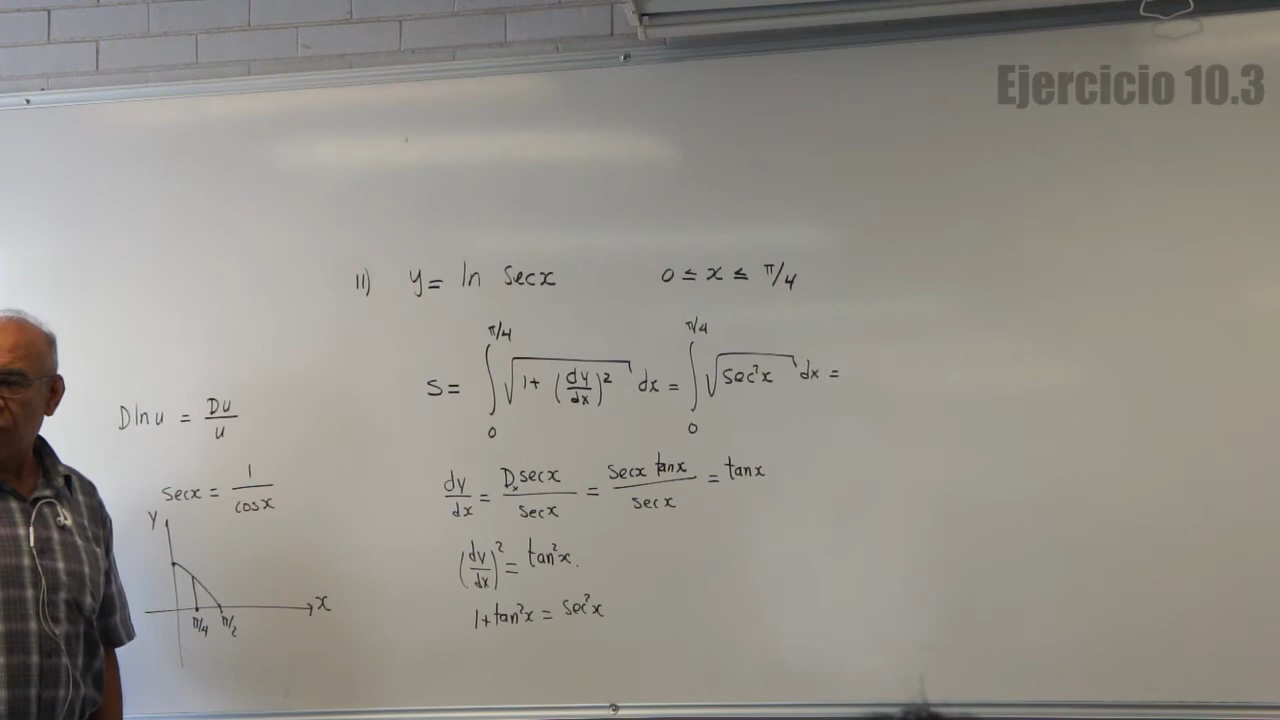 Ejercicio 10.3
11) y = ln secx 0 ≤ x ≤ π/4
S = ∫₀^{π/4} √(1 + (dy/dx)²) dx = ∫₀^{π/4} √(sec²x) dx =
D ln u = Du/u
dy/dx = Dₓ secx/secx = secx tanx/secx = tanx
secx = 1/cosx
(dy/dx)² = tan²x.
1 + tan²x = sec²x
y
x
π/4 π/2